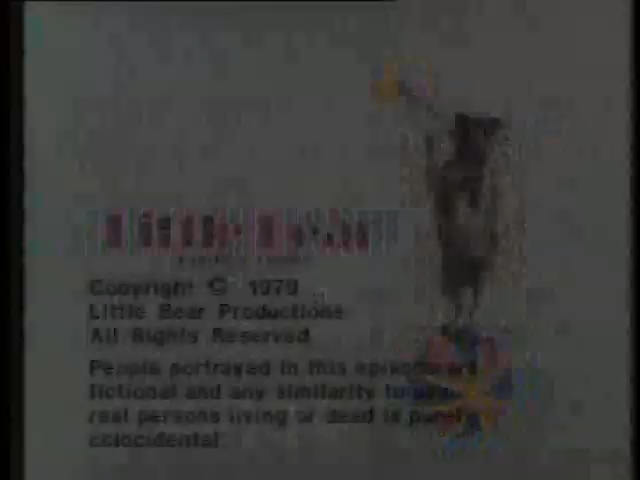 Copyright © 1979
Little Bear Productions
All Rights Reserved
People portrayed in this episode are
fictional and any similarity to
real persons living or dead is purely
coincidental